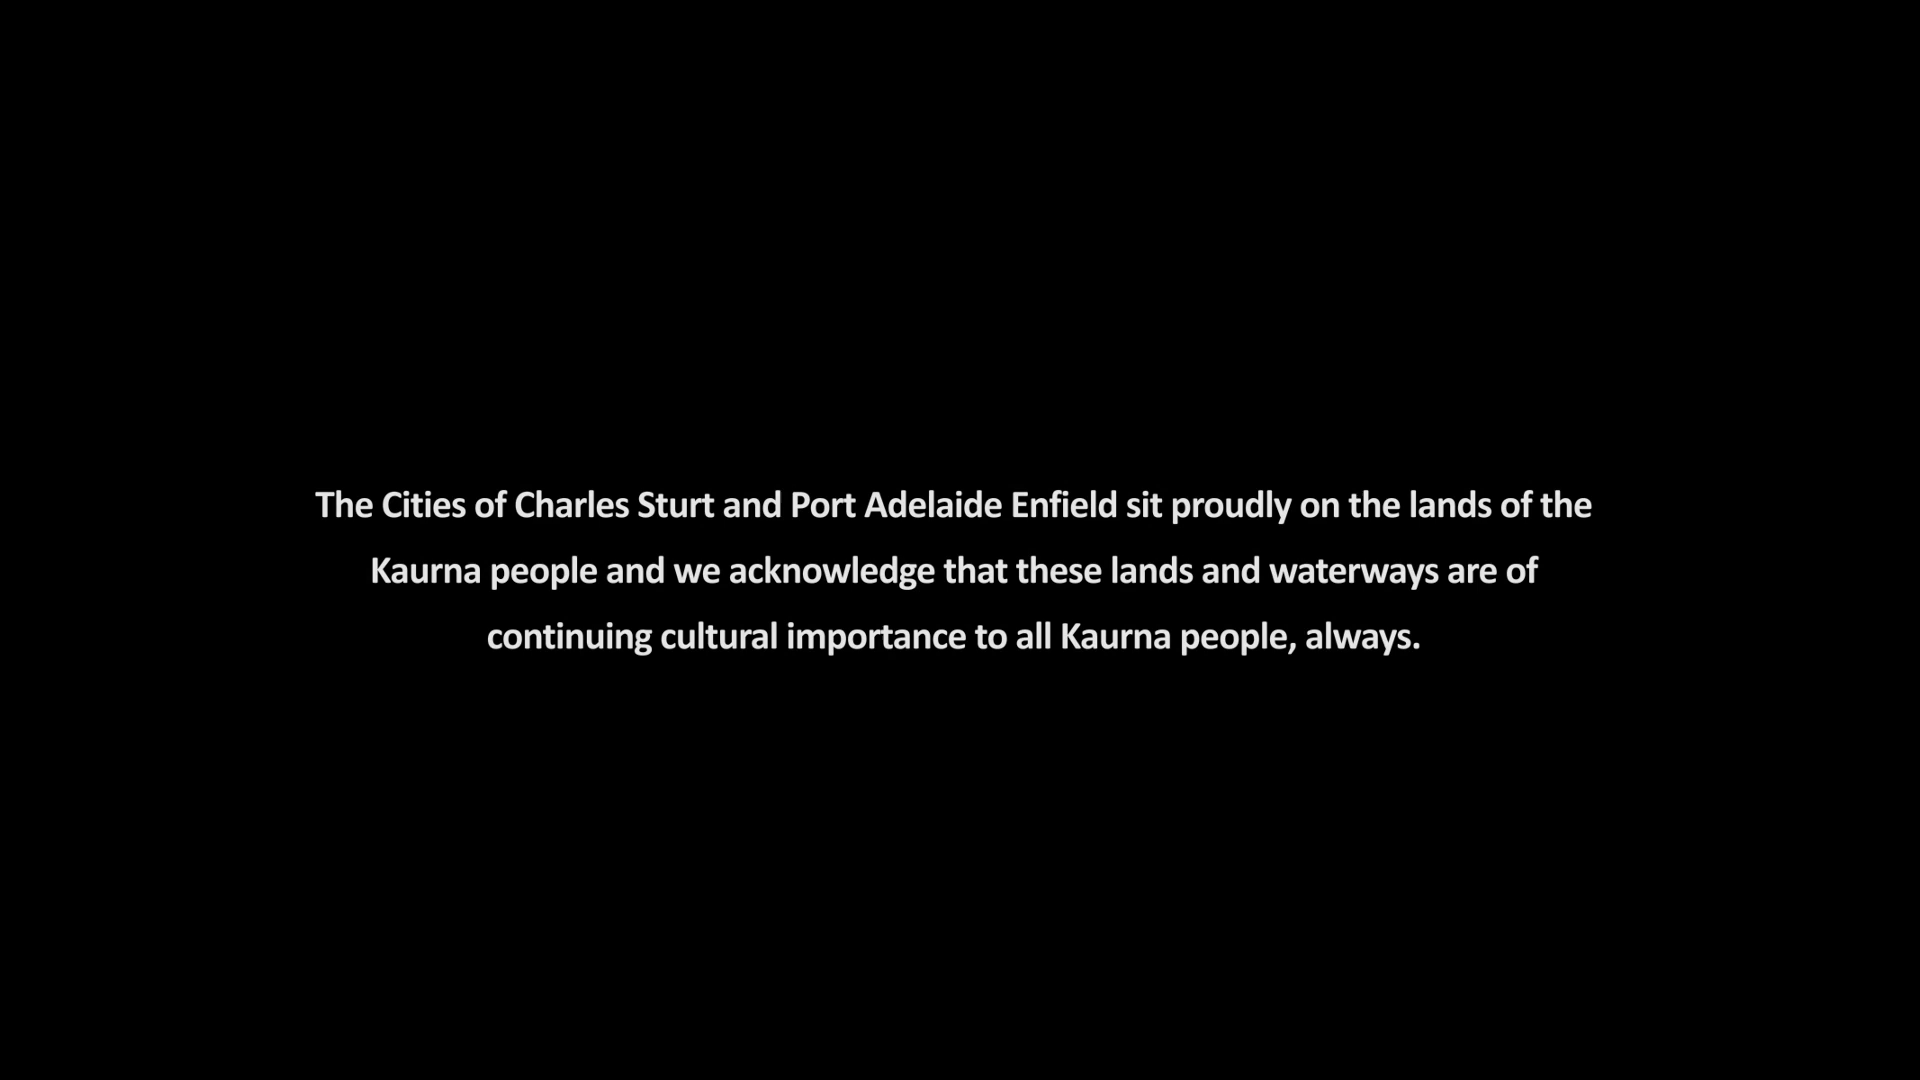 The Cities of Charles Sturt and Port Adelaide Enfield sit proudly on the lands of the
Kaurna people and we acknowledge that these lands and waterways are of
continuing cultural importance to all Kaurna people, always.